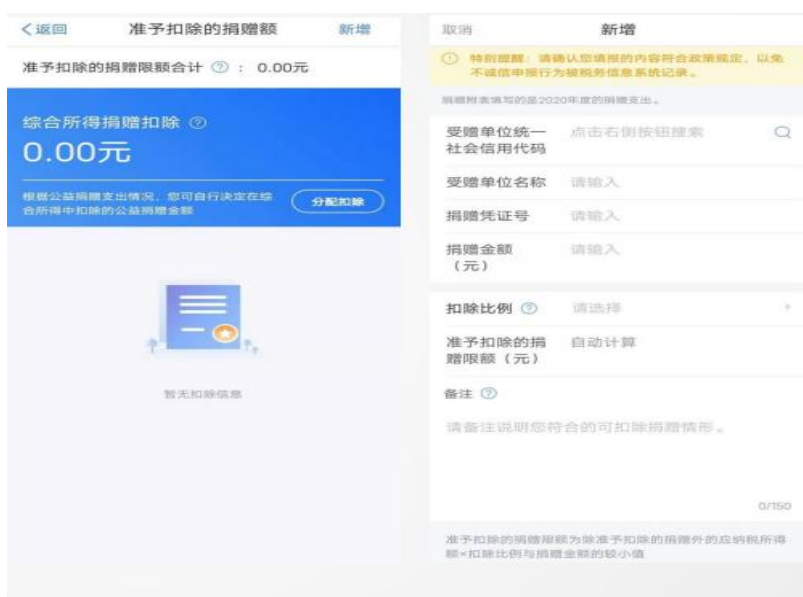 返回
准予扣除的捐赠额
新增
准予扣除的捐赠限额合计 ? ： 0.00元
综合所得捐赠扣除 ?
0.00元
根据公益捐赠支出情况，您可自行决定在综
合所得中扣除的公益捐赠金额
分配扣除
暂无扣除信息
取消
新增
特别提醒：请确认您填报的内容符合政策规定，以免
不诚信申报行为被税务信息系统记录。
捐赠附表填写的是2020年度的捐赠支出。
受赠单位统一
社会信用代码
点击右侧按钮搜索
受赠单位名称
请输入
捐赠凭证号
请输入
捐赠金额
（元）
请输入
扣除比例 ?
请选择
准予扣除的捐
赠限额（元）
自动计算
备注 ?
请备注说明您符合的可扣除捐赠情形。
0/150
准予扣除的捐赠限额为除准予扣除的捐赠外的应纳税所得
额×扣除比例与捐赠金额的较小值